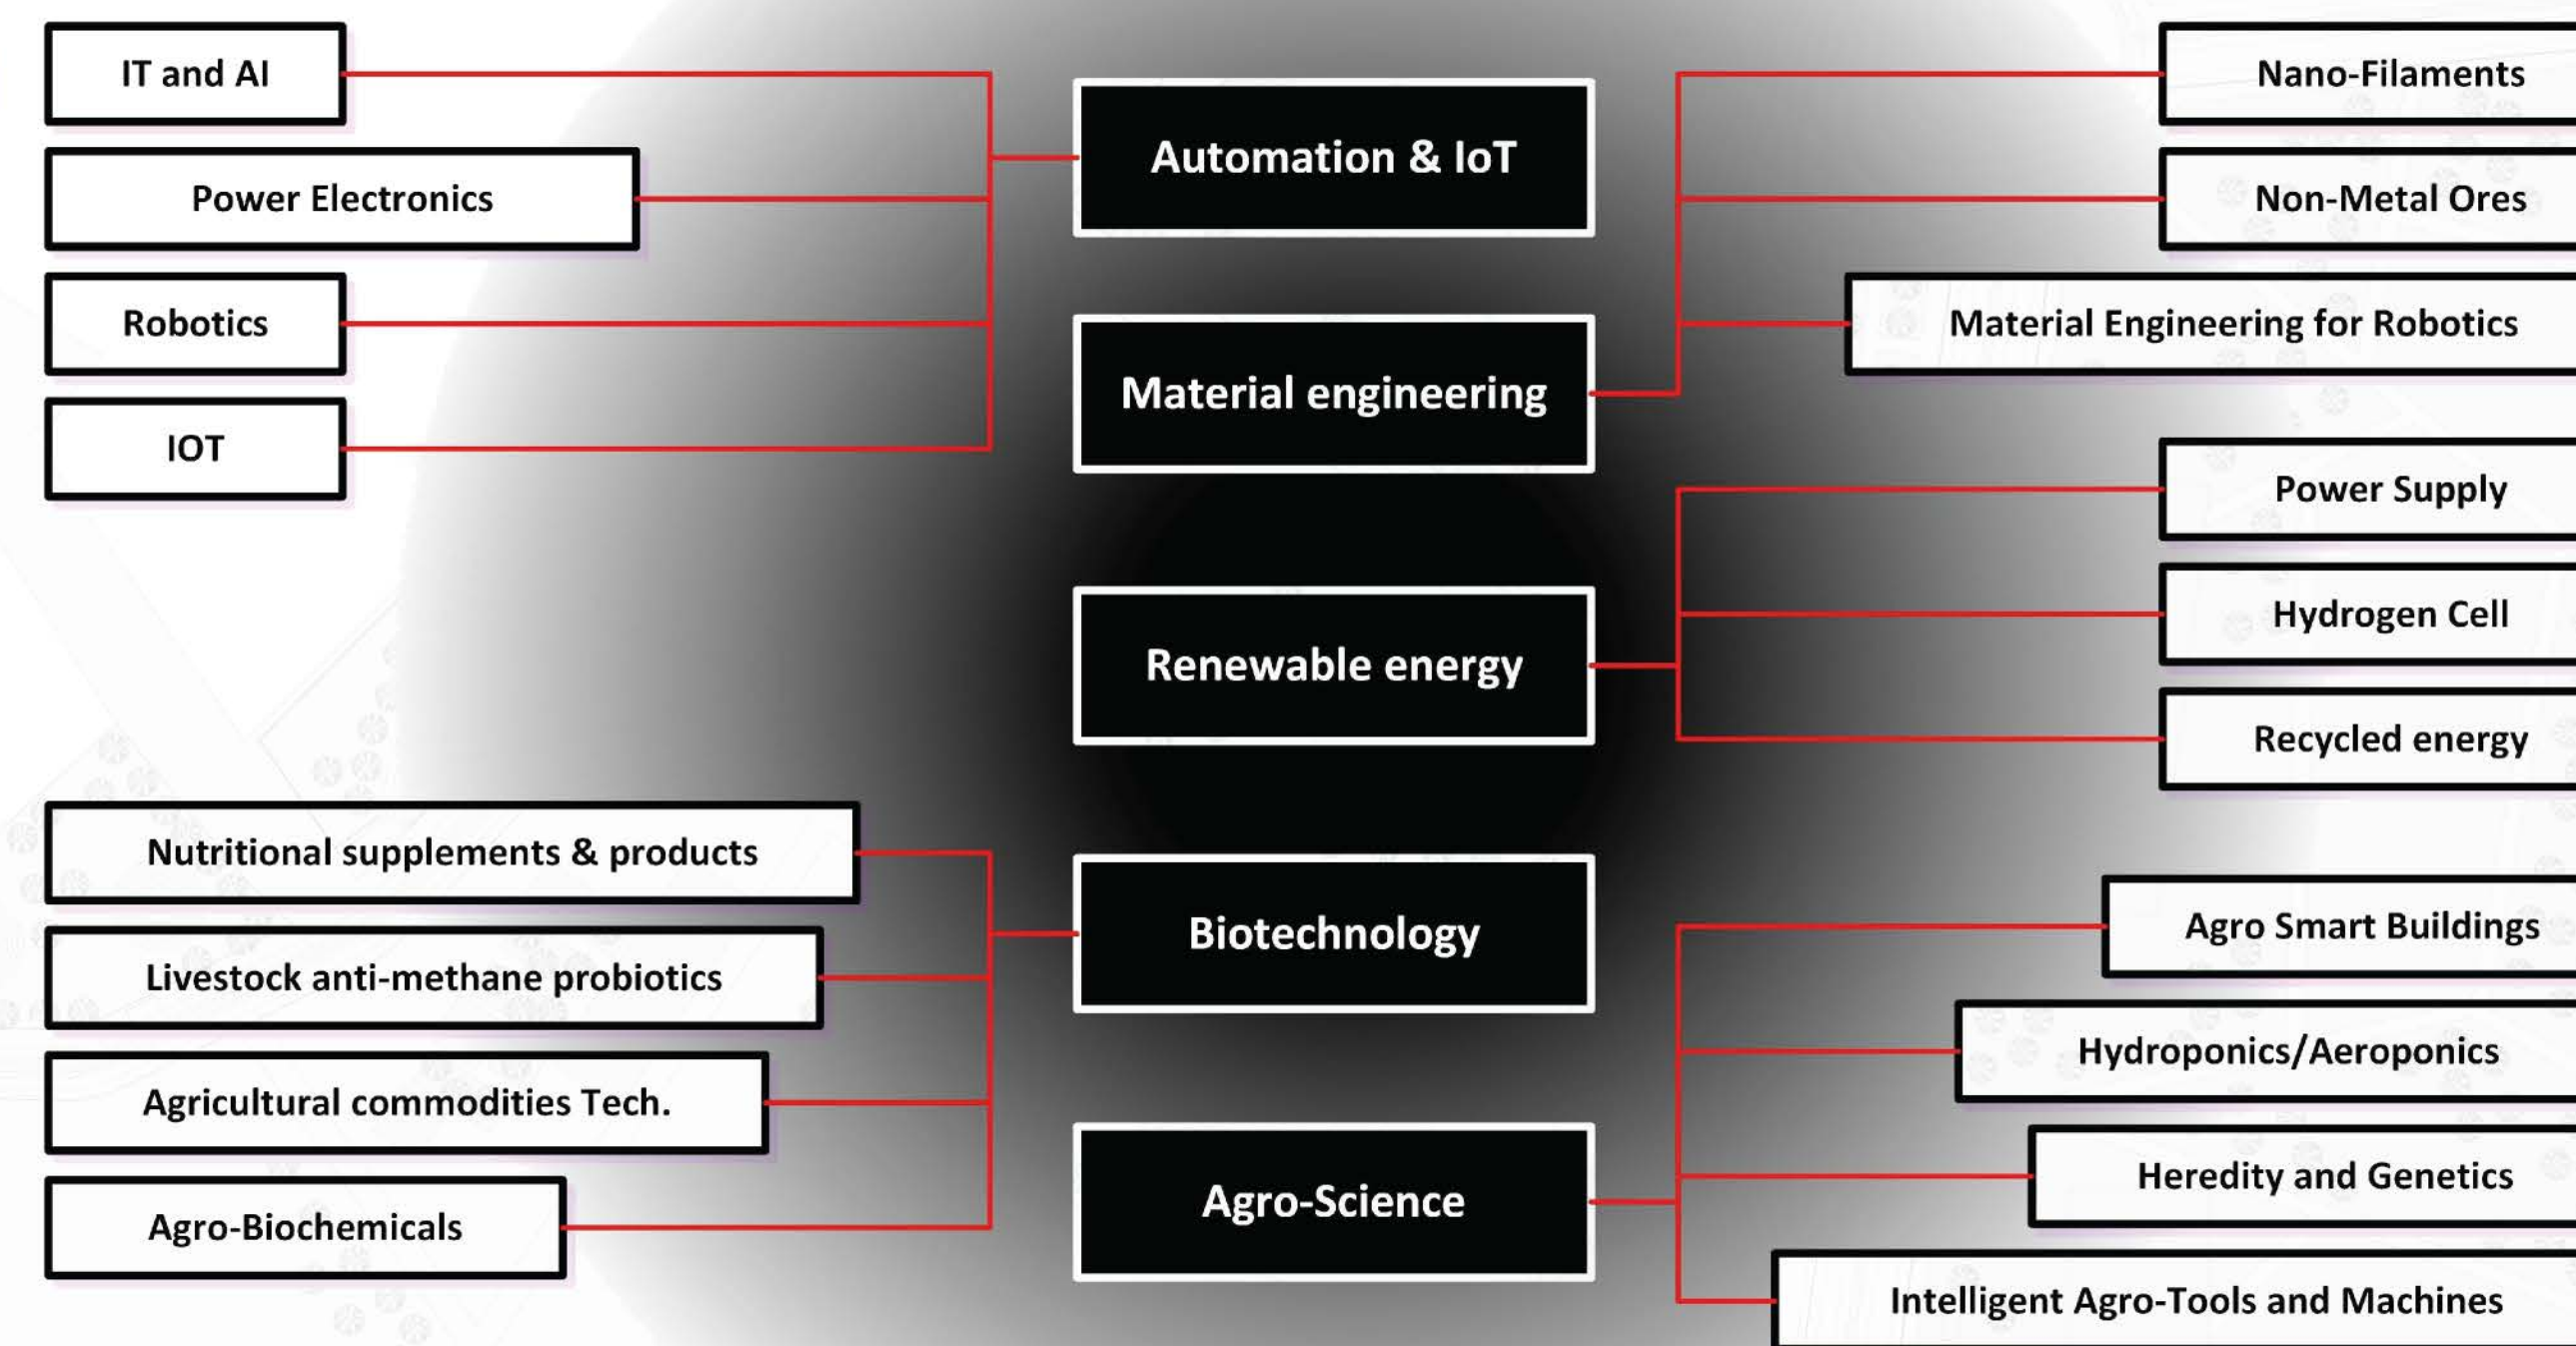 IT and AI
Power Electronics
Robotics
IOT
Automation & IoT
Material engineering
Nano-Filaments
Non-Metal Ores
Material Engineering for Robotics
Renewable energy
Power Supply
Hydrogen Cell
Recycled energy
Nutritional supplements & products
Livestock anti-methane probiotics
Agricultural commodities Tech.
Agro-Biochemicals
Biotechnology
Agro-Science
Agro Smart Buildings
Hydroponics/Aeroponics
Heredity and Genetics
Intelligent Agro-Tools and Machines